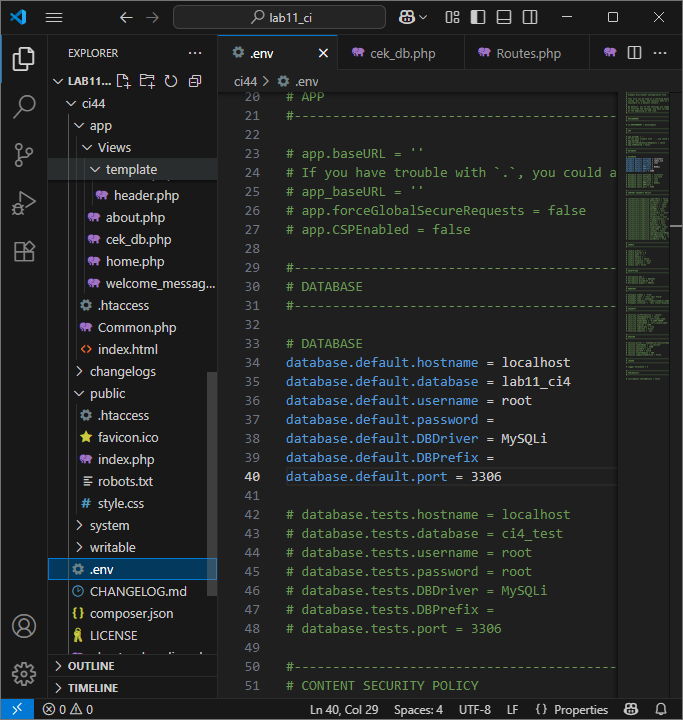 lab11_ci
EXPLORER
LAB11...
ci44
app
Views
template
header.php
about.php
cek_db.php
home.php
welcome_messag...
.htaccess
Common.php
index.html
changelogs
public
.htaccess
favicon.ico
index.php
robots.txt
style.css
system
writable
.env
CHANGELOG.md
composer.json
LICENSE
OUTLINE
TIMELINE
.env
cek_db.php
Routes.php
ci44 > .env
20 # APP
21 #--------------------------------------------
22
23 # app.baseURL = ''
24 # If you have trouble with `.`, you could a
25 # app_baseURL = ''
26 # app.forceGlobalSecureRequests = false
27 # app.CSPEnabled = false
28
29 #--------------------------------------------
30 # DATABASE
31 #--------------------------------------------
32
33 # DATABASE
34 database.default.hostname = localhost
35 database.default.database = lab11_ci4
36 database.default.username = root
37 database.default.password =
38 database.default.DBDriver = MySQLi
39 database.default.DBPrefix =
40 database.default.port = 3306
41
42 # database.tests.hostname = localhost
43 # database.tests.database = ci4_test
44 # database.tests.username = root
45 # database.tests.password = root
46 # database.tests.DBDriver = MySQLi
47 # database.tests.DBPrefix =
48 # database.tests.port = 3306
49
50 #--------------------------------------------
51 # CONTENT SECURITY POLICY
0 0
Ln 40, Col 29
Spaces: 4
UTF-8
LF
{ } Properties